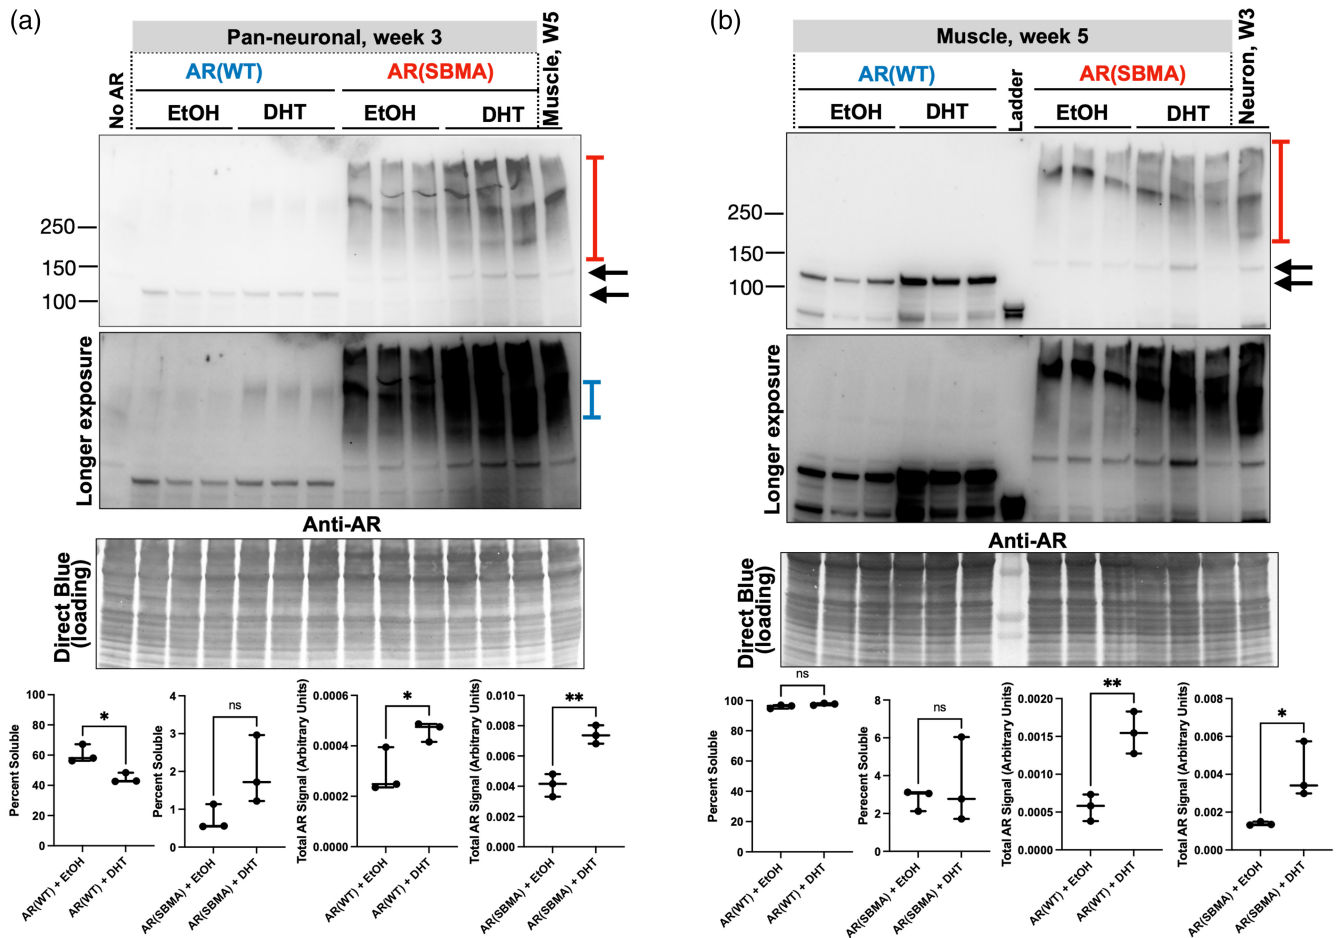 (a)
Pan-neuronal, week 3
No AR
AR(WT)
AR(SBMA)
Muscle, W5
EtOH
DHT
EtOH
DHT
250
150
100
Longer exposure
Anti-AR
Direct Blue
(loading)
100
80
60
40
20
0
Percent Soluble
*
AR(WT) + EtOH
AR(WT) + DHT
4
3
2
1
0
Percent Soluble
ns
AR(SBMA) + EtOH
AR(SBMA) + DHT
0.0006
0.0004
0.0002
0.0000
Total AR Signal (Arbitrary Units)
*
AR(WT) + EtOH
AR(WT) + DHT
0.010
0.008
0.006
0.004
0.002
0.000
Total AR Signal (Arbitrary Units)
**
AR(SBMA) + EtOH
AR(SBMA) + DHT
(b)
Muscle, week 5
AR(WT)
Ladder
AR(SBMA)
Neuron, W3
EtOH
DHT
EtOH
DHT
250
150
100
Longer exposure
Anti-AR
Direct Blue
(loading)
100
80
60
40
20
0
Percent Soluble
ns
AR(WT) + EtOH
AR(WT) + DHT
8
6
4
2
0
Perecent Soluble
ns
AR(SBMA) + EtOH
AR(SBMA) + DHT
0.0020
0.0015
0.0010
0.0005
0.0000
Total AR Signal (Arbitrary Units)
**
AR(WT) + EtOH
AR(WT) + DHT
0.008
0.006
0.004
0.002
0.000
Total AR Signal (Arbitrary Units)
*
AR(SBMA) + EtOH
AR(SBMA) + DHT